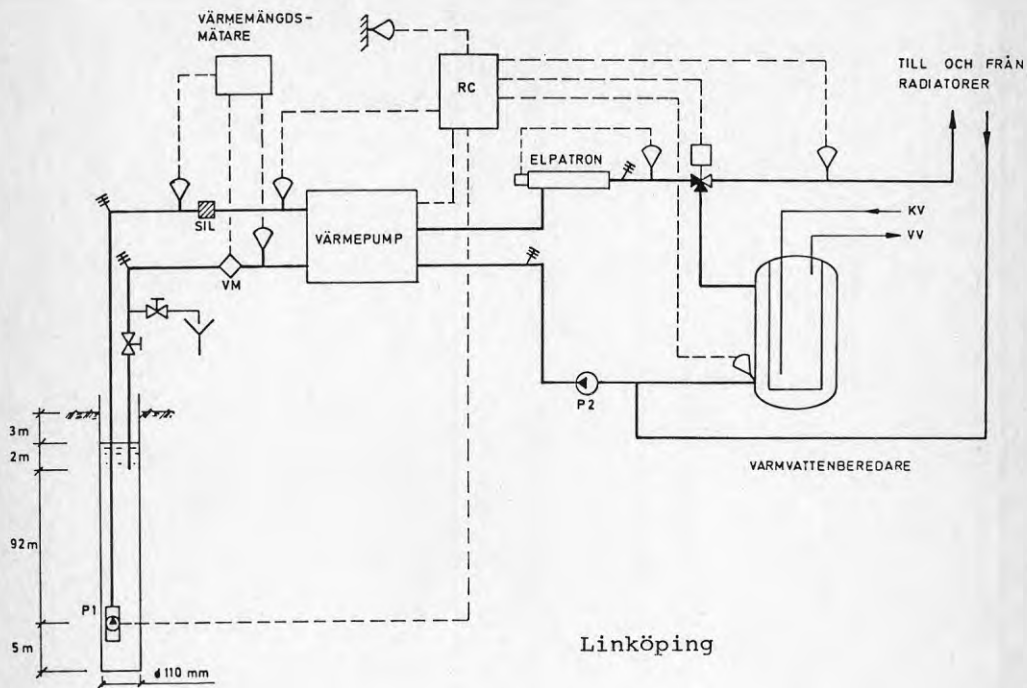 VÄRMEMÄNGDS-
MÄTARE
RC
TILL OCH FRÅN
RADIATORER
ELPATRON
SIL
VÄRMEPUMP
KV
VV
VM
P2
3m
2m
VARMVATTENBEREDARE
92m
P1
5m
Linköping
ø110 mm